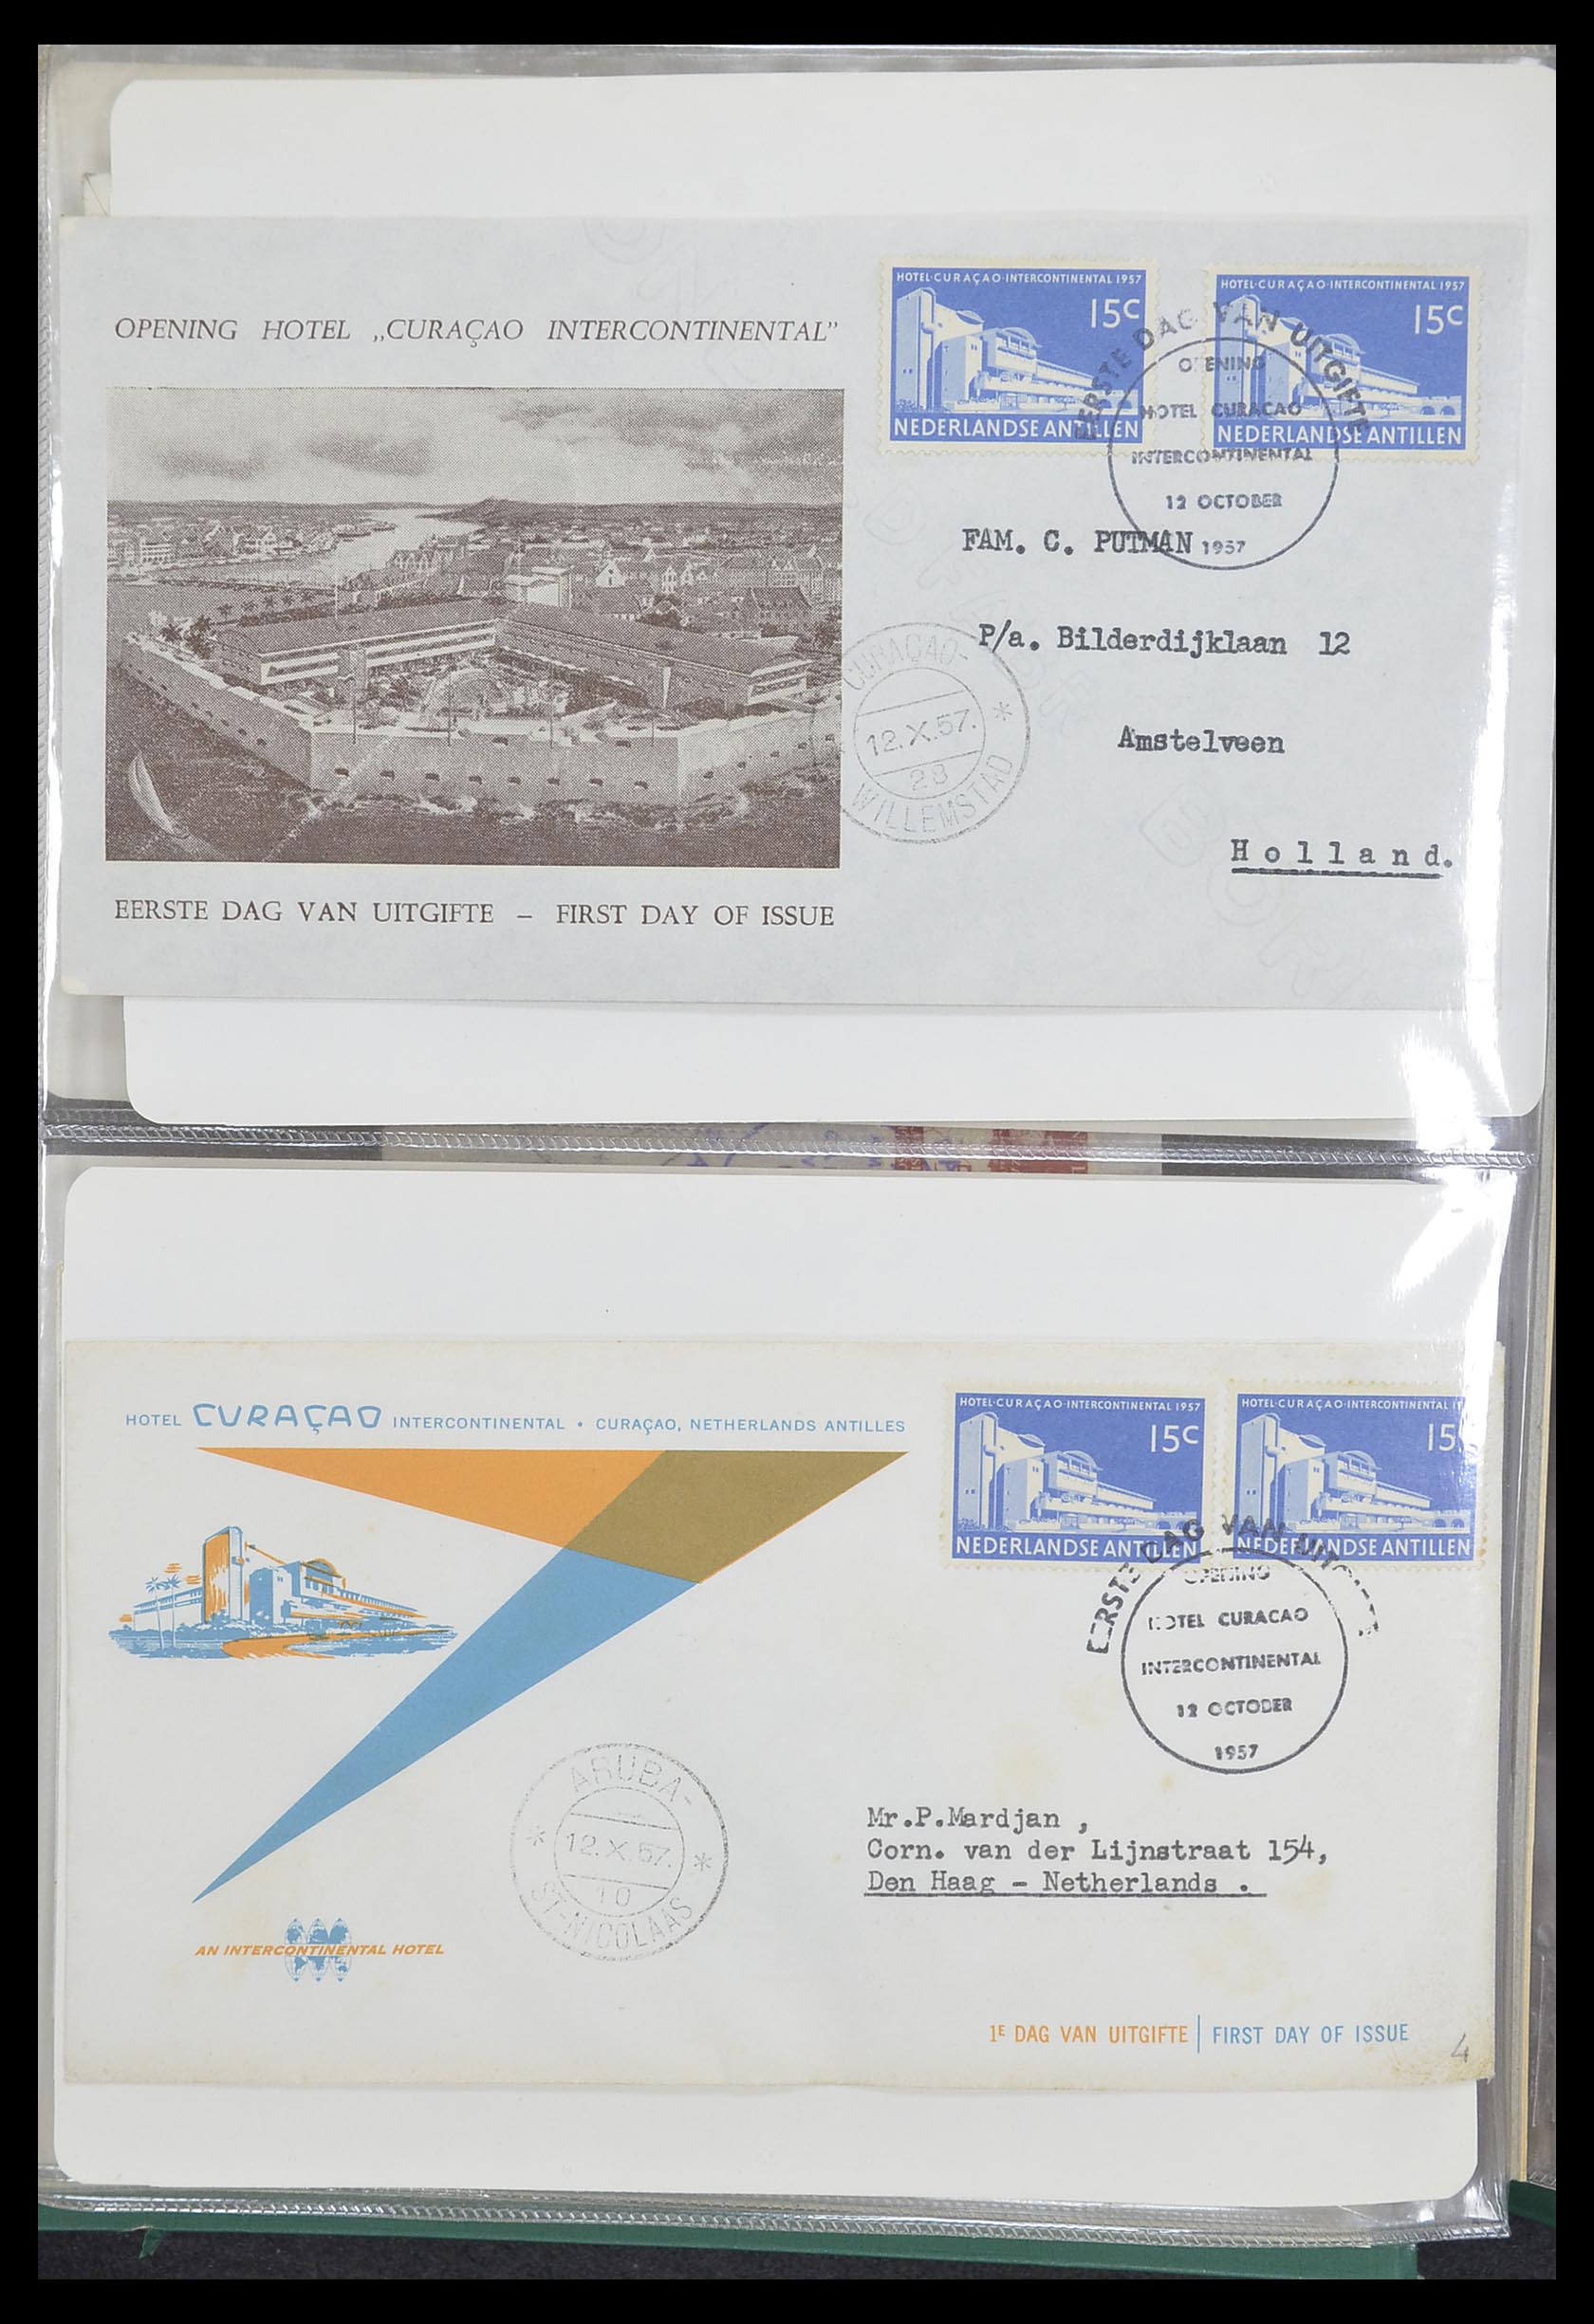 OPENING HOTEL „CURAÇAO INTERCONTINENTAL”
HOTEL·CURAÇAO·INTERCONTINENTAL 1957
15C
NEDERLANDSE ANTILLEN
HOTEL·CURAÇAO·INTERCONTINENTAL 1957
15C
NEDERLANDSE ANTILLEN
EERSTE DAG VAN UITGIFTE
OPENING
HOTEL CURACAO
INTERCONTINENTAL
12 OCTOBER
1957
FAM. C. PUTMAN
P/a. Bilderdijklaan 12
Amstelveen
Holland.
CURAÇAO-
12.X.57.
28
WILLEMSTAD
EERSTE DAG VAN UITGIFTE – FIRST DAY OF ISSUE
HOTEL CURAÇAO INTERCONTINENTAL • CURAÇAO, NETHERLANDS ANTILLES
HOTEL·CURAÇAO·INTERCONTINENTAL 1957
15C
NEDERLANDSE ANTILLEN
HOTEL·CURAÇAO·INTERCONTINENTAL
15
NEDERLANDSE ANTILLEN
EERSTE DAG VAN UITGIFTE
OPENING
HOTEL CURACAO
INTERCONTINENTAL
12 OCTOBER
1957
ARUBA-
12.X.57.
10
ST-NICOLAAS
Mr.P.Mardjan ,
Corn. van der Lijnstraat 154,
Den Haag – Netherlands .
AN INTERCONTINENTAL HOTEL
1E DAG VAN UITGIFTE | FIRST DAY OF ISSUE
4